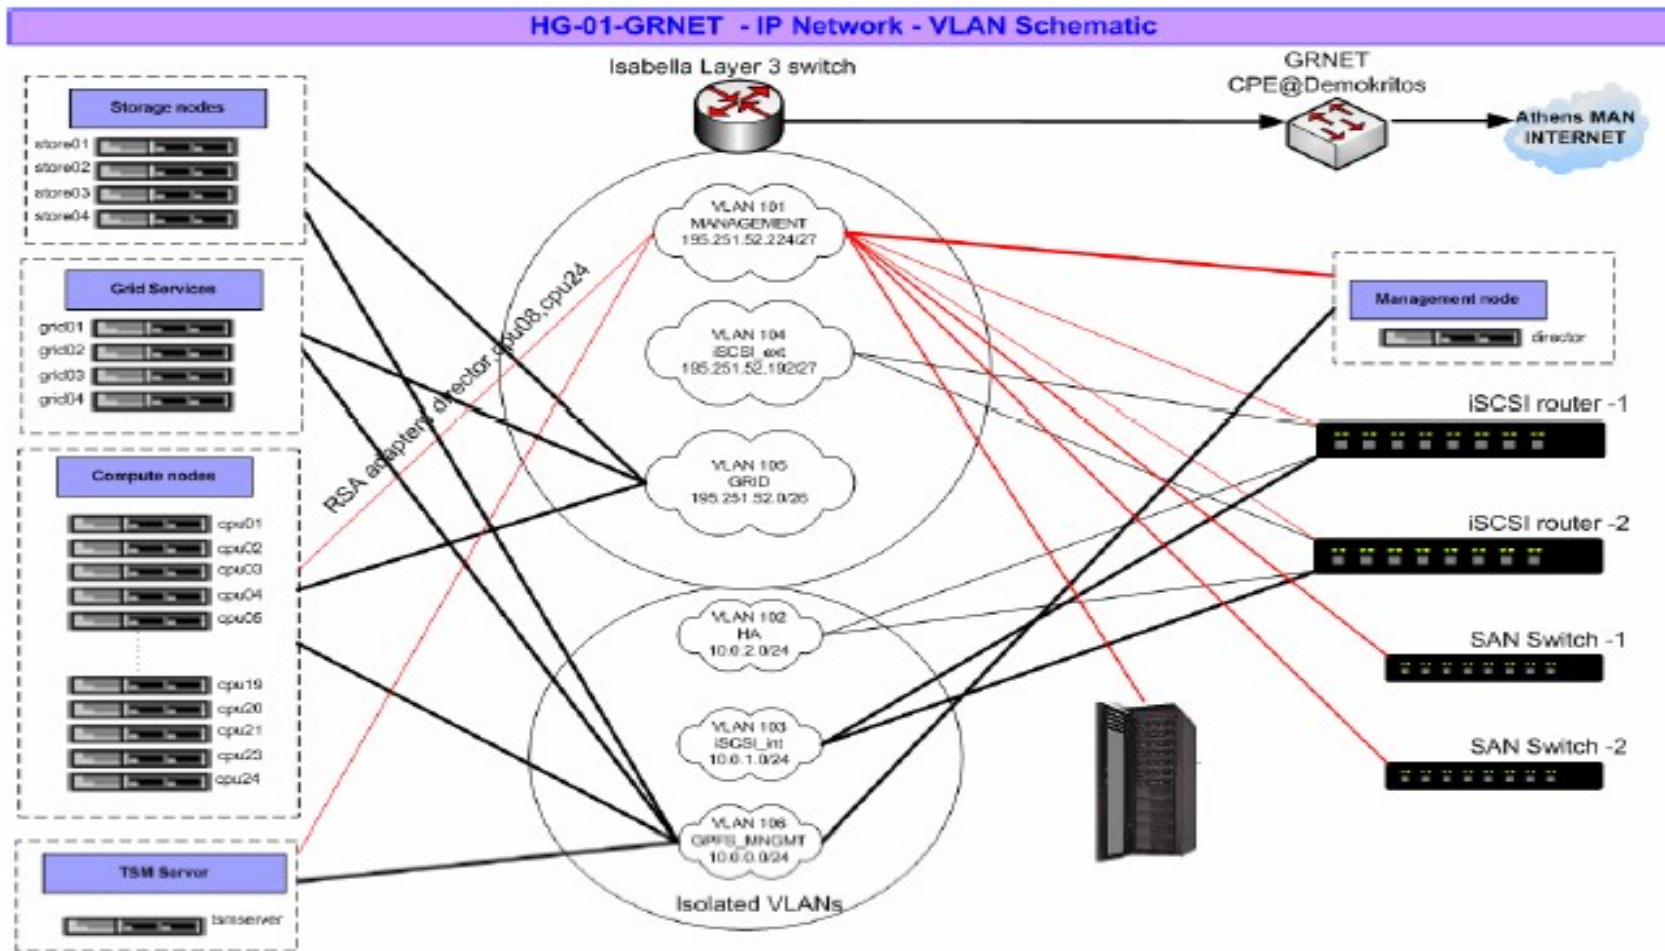 HG-01-GRNET - IP Network - VLAN Schematic
Isabella Layer 3 switch
GRNET
CPE@Demokritos
Athens MAN
INTERNET
Storage nodes
store01
store02
store03
store04
Grid Services
grid01
grid02
grid03
grid04
Compute nodes
cpu01
cpu02
cpu03
cpu04
cpu05
cpu19
cpu20
cpu21
cpu23
cpu24
TSM Server
tsmserver
RSA adapters director,cpu08,cpu24
VLAN 101
MANAGEMENT
195.251.52.224/27
VLAN 104
iSCSI_ext
195.251.52.192/27
VLAN 105
GRID
195.251.52.0/26
VLAN 102
HA
10.0.2.0/24
VLAN 103
iSCSI_int
10.0.1.0/24
VLAN 106
GPFS_MNGMT
10.0.0.0/24
Isolated VLANs
Management node
director
iSCSI router -1
iSCSI router -2
SAN Switch -1
SAN Switch -2